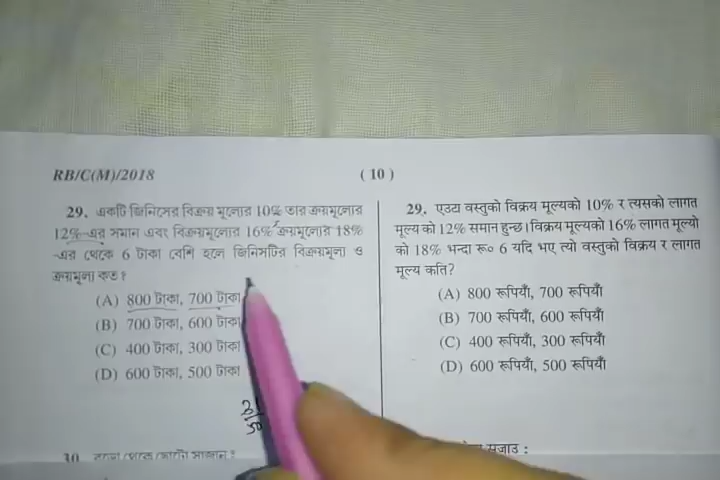 RB/C(M)/2018
( 10 )
29. একটি জিনিসের বিক্রয় মূল্যের 10% তার ক্রয়মূল্যের
12%-এর সমান এবং বিক্রয়মূল্যের 16% ক্রয়মূল্যের 18%
-এর থেকে 6 টাকা বেশি হলে জিনিসটির বিক্রয়মূল্য ও
ক্রয়মূল্য কত ?
(A) 800 টাকা, 700 টাকা
(B) 700 টাকা, 600 টাকা
(C) 400 টাকা, 300 টাকা
(D) 600 টাকা, 500 টাকা
29. एउटा वस्तुको विक्रय मूल्यको 10% र त्यसको लागत
मूल्य को 12% समान हुन्छ। विक्रय मूल्यको 16% लागत मूल्यो
को 18% भन्दा रू० 6 यदि भए त्यो वस्तुको विक्रय र लागत
मूल्य कति?
(A) 800 रूपियाँ, 700 रूपियाँ
(B) 700 रूपियाँ, 600 रूपियाँ
(C) 400 रूपियाँ, 300 रूपियाँ
(D) 600 रूपियाँ, 500 रूपियाँ
30.
सजाउ :